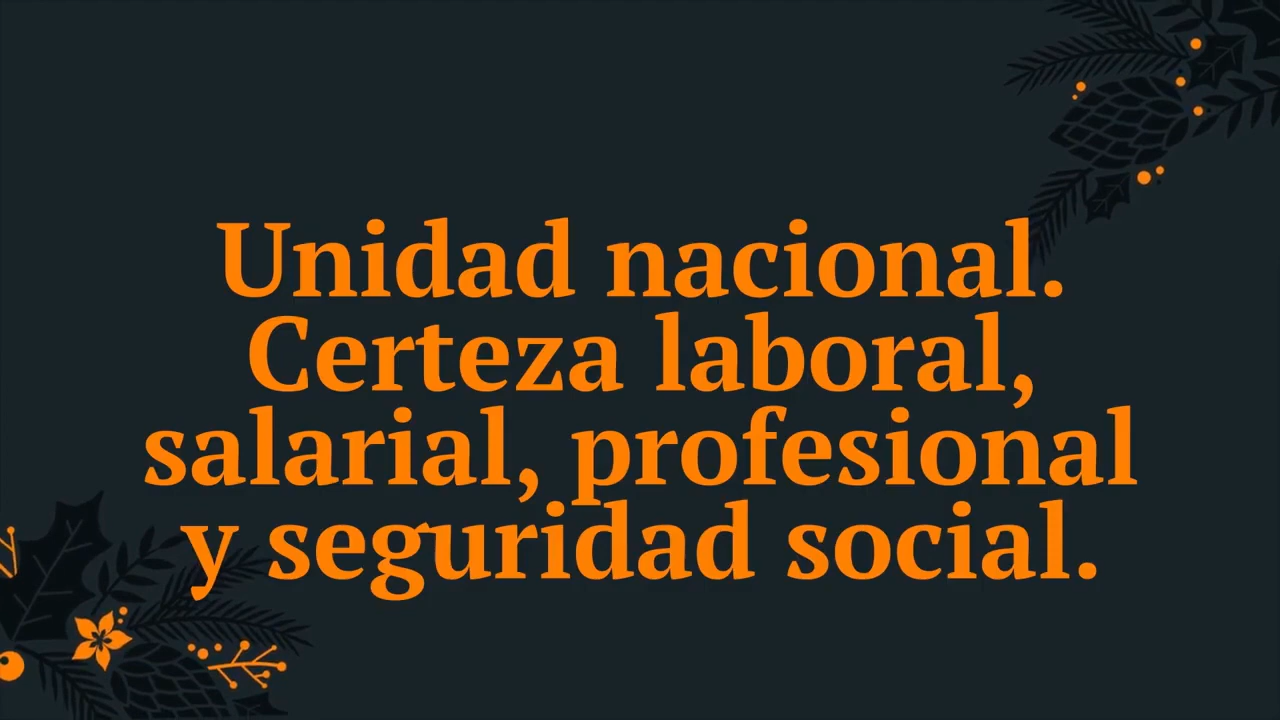 Unidad nacional.
Certeza laboral,
salarial, profesional
y seguridad social.